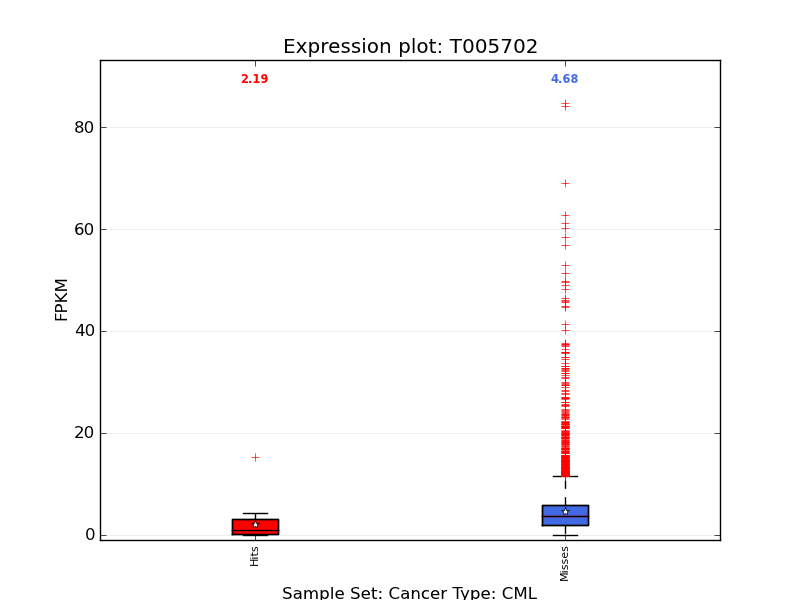 Expression plot: T005702
2.19
4.68
80
60
40
20
0
FPKM
Hits
Misses
Sample Set: Cancer Type: CML